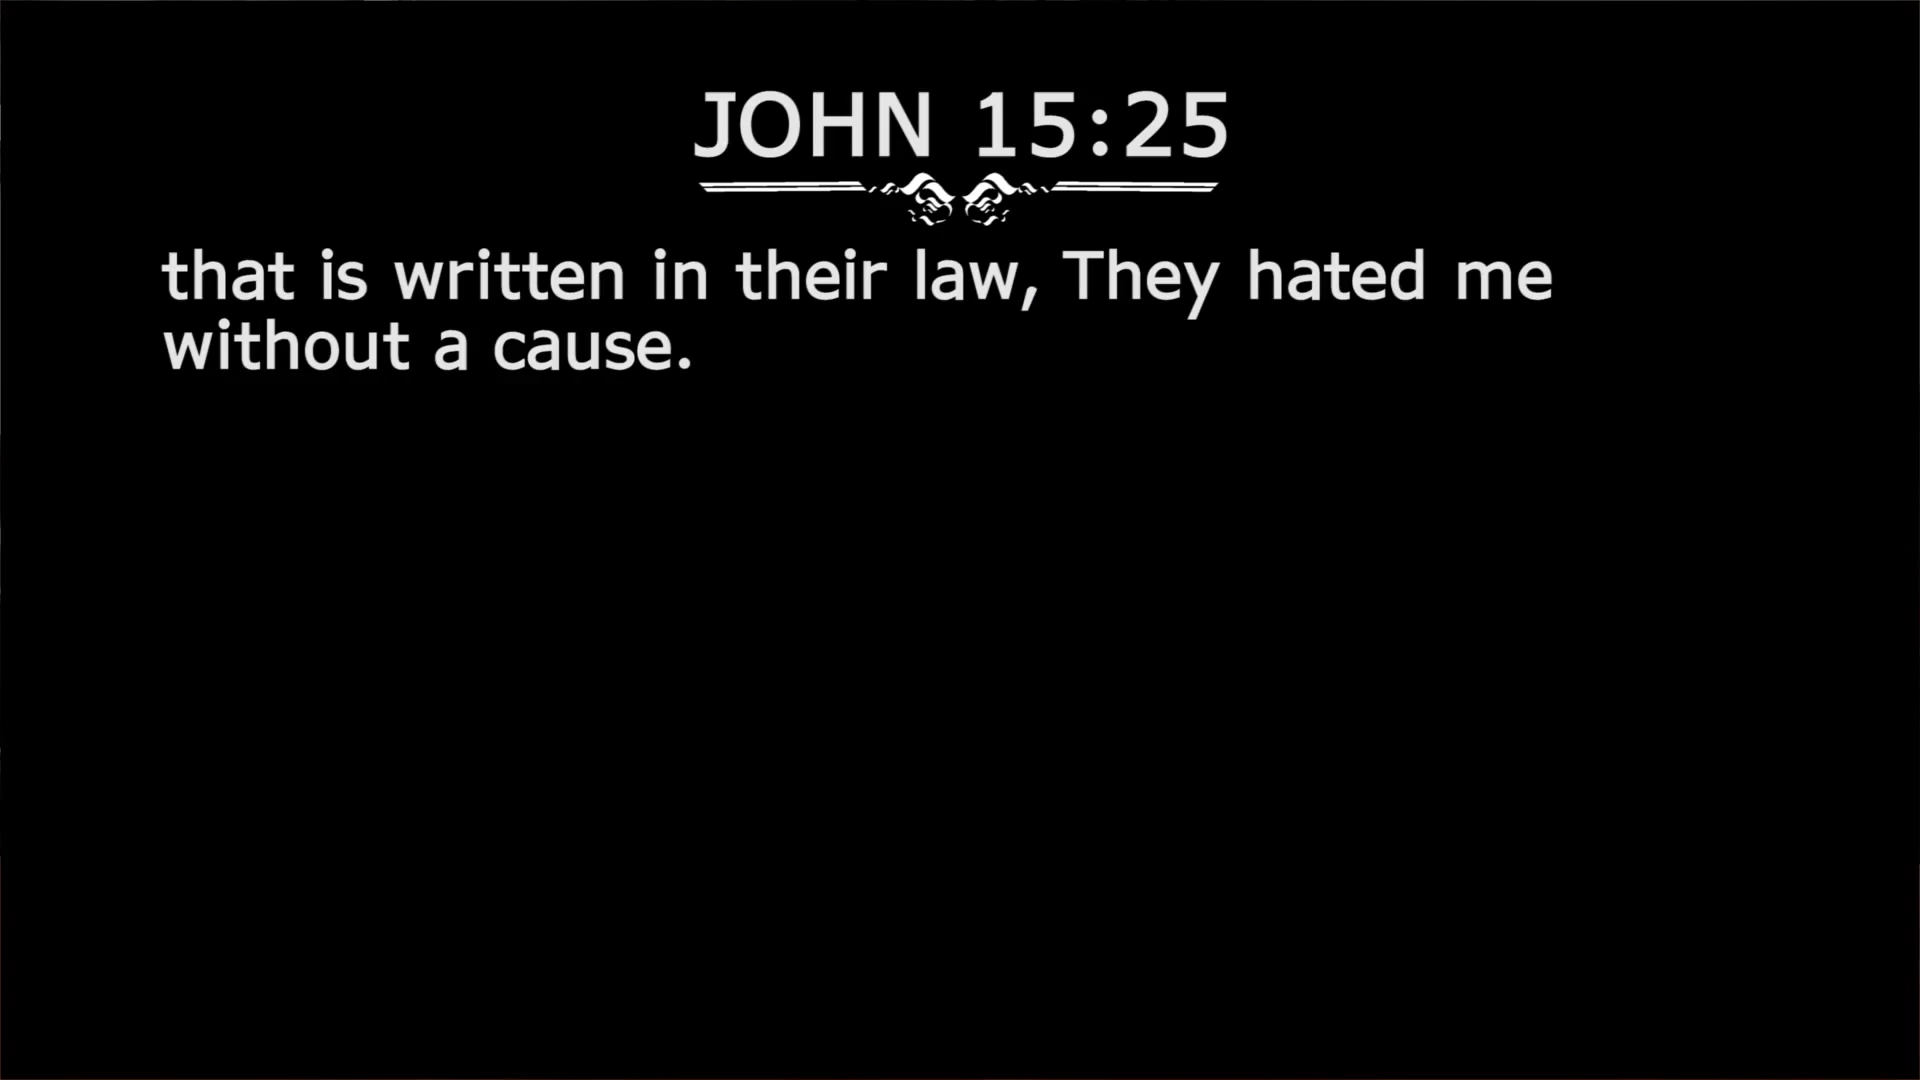 JOHN 15:25
that is written in their law, They hated me
without a cause.